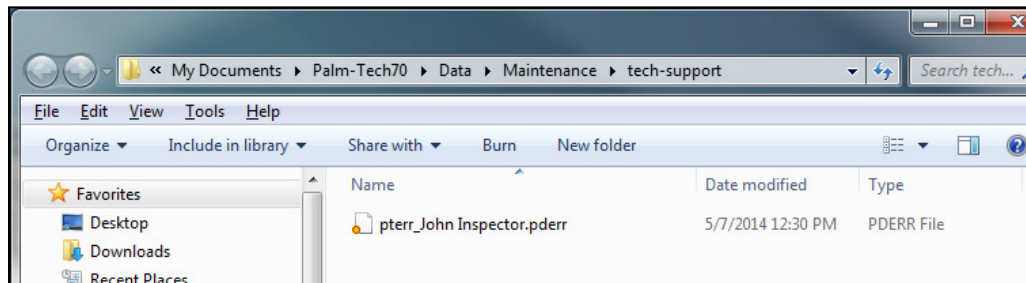 « My Documents ▸ Palm-Tech70 ▸ Data ▸ Maintenance ▸ tech-support
Search tech...
File Edit View Tools Help
Organize Include in library Share with Burn New folder
Favorites
Desktop
Downloads
Recent Places
Name Date modified Type
pterr_John Inspector.pderr 5/7/2014 12:30 PM PDERR File